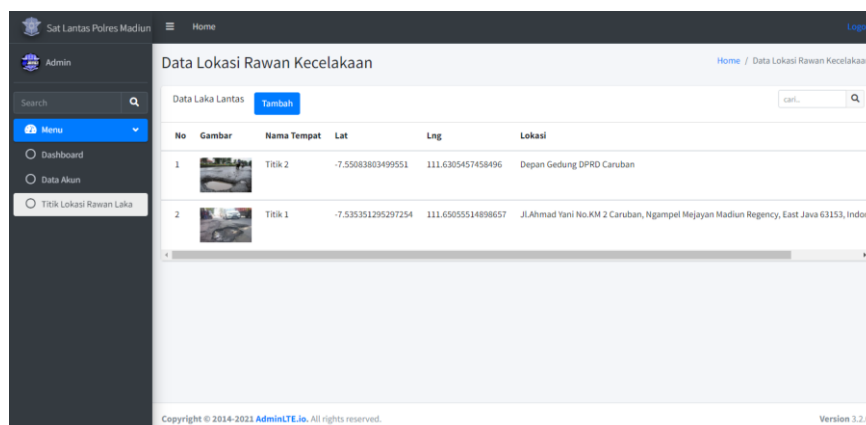 Sat Lantas Polres Madiun
Home
Admin
Search
Menu
Dashboard
Data Akun
Titik Lokasi Rawan Laka
Data Lokasi Rawan Kecelakaan
Home / Data Lokasi Rawan Kecelakaa
Data Laka Lantas Tambah cari..
No Gambar Nama Tempat Lat Lng Lokasi
1 Titik 2 -7.55083803499551 111.6305457458496 Depan Gedung DPRD Caruban
2 Titik 1 -7.535351295297254 111.65055514898657 Jl.Ahmad Yani No.KM 2 Caruban, Ngampel Mejayan Madiun Regency, East Java 63153, Indo
Copyright © 2014-2021 AdminLTE.io. All rights reserved.
Version 3.2.